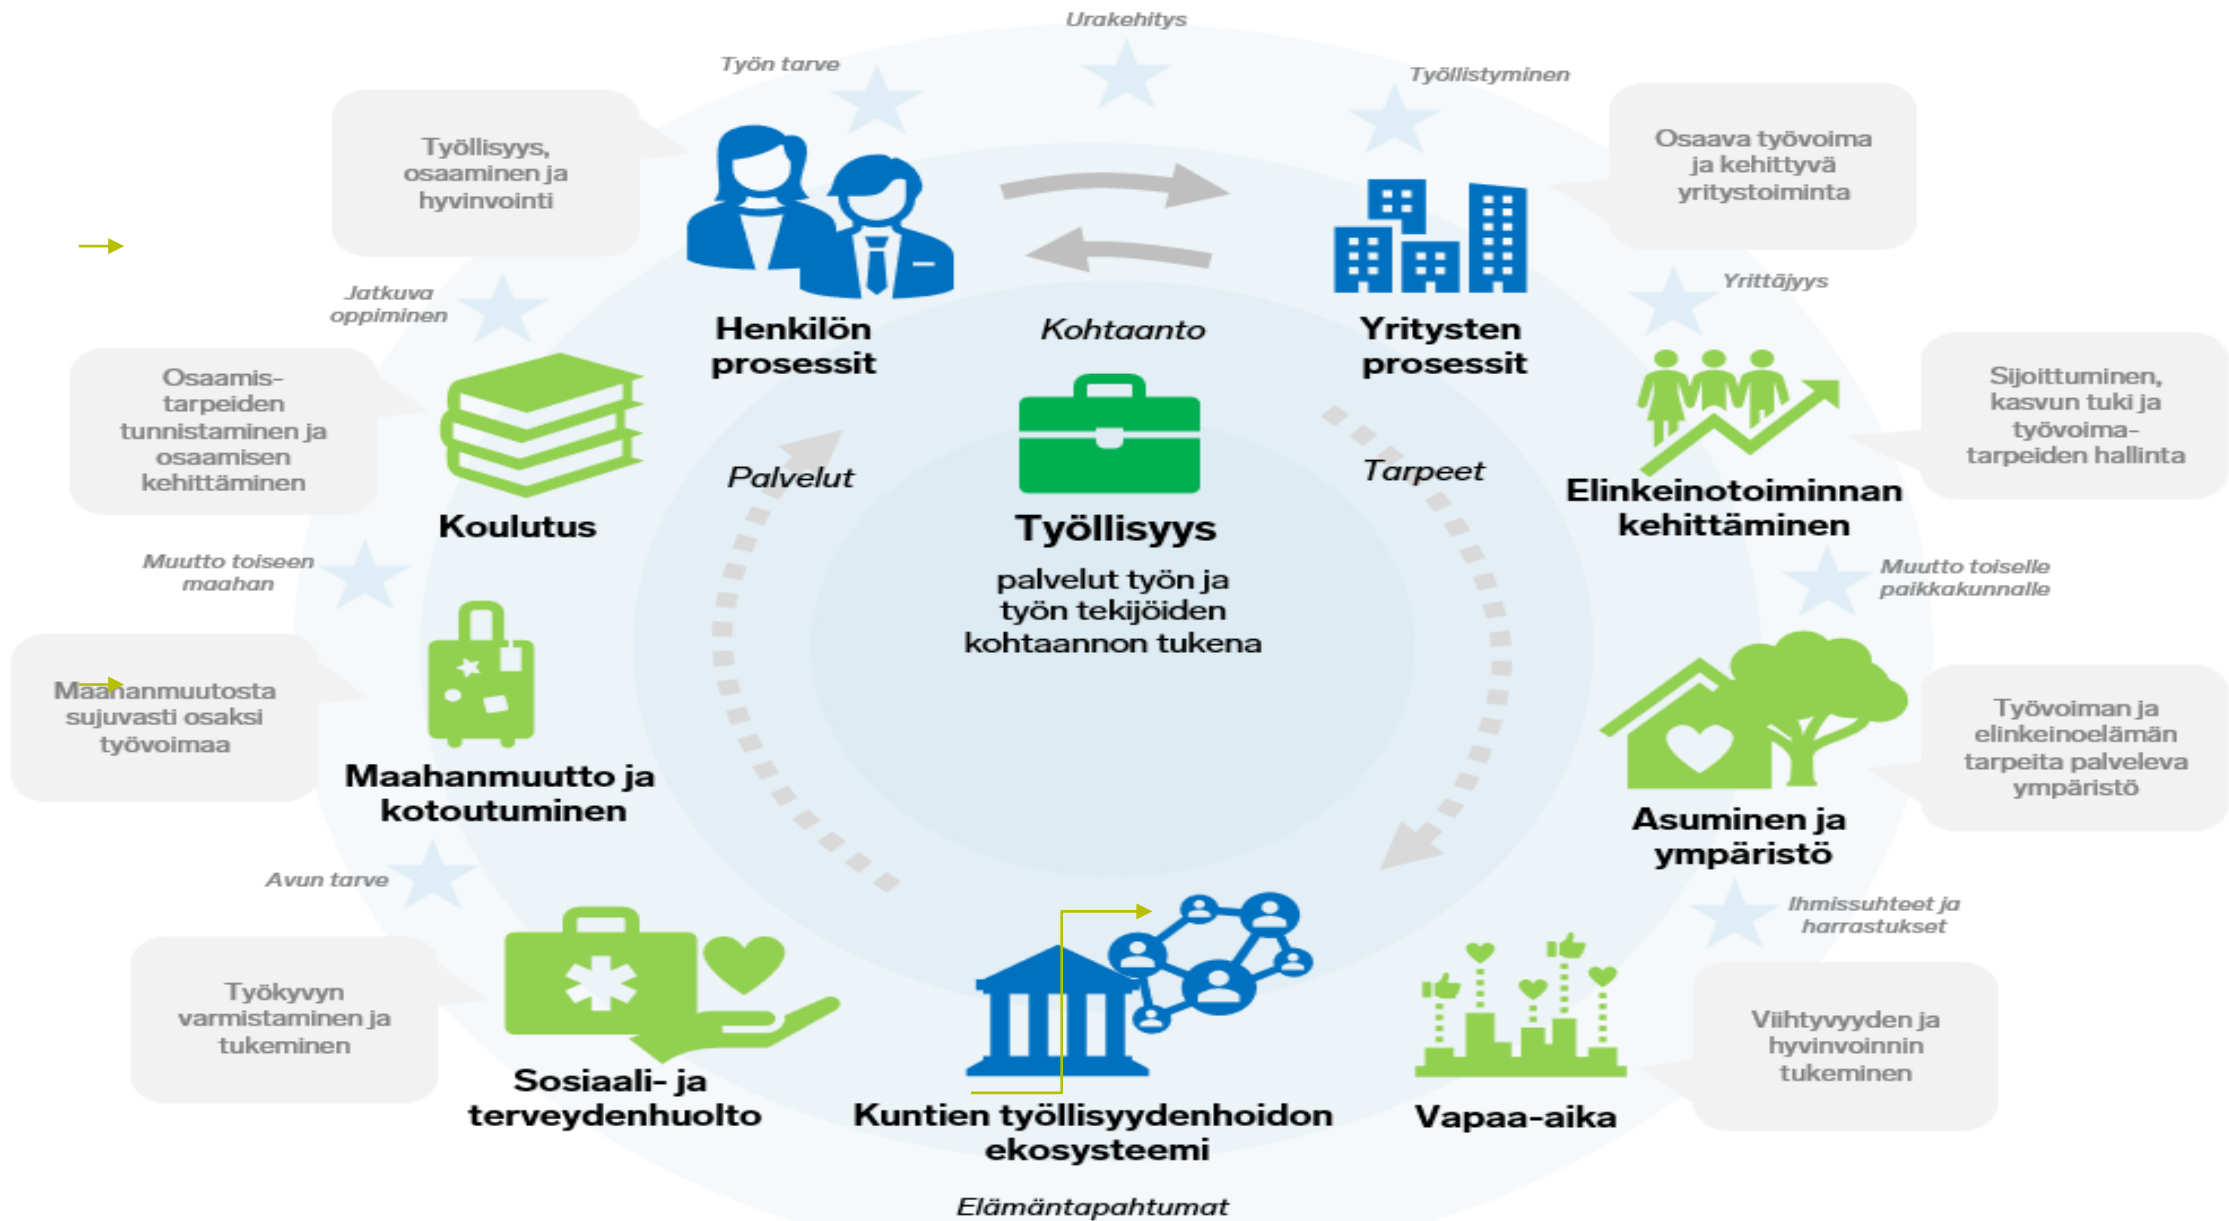 Urakehitys
Työn tarve
Työllistyminen
Työllisyys,
osaaminen ja
hyvinvointi
Osaava työvoima
ja kehittyvä
yritystoiminta
Jatkuva
oppiminen
Yrittäjyys
Henkilön
prosessit
Kohtaanto
Yritysten
prosessit
Osaamis-
tarpeiden
tunnistaminen ja
osaamisen
kehittäminen
Koulutus
Palvelut
Tarpeet
Sijoittuminen,
kasvun tuki ja
työvoima-
tarpeiden hallinta
Elinkeinotoiminnan
kehittäminen
Työllisyys
palvelut työn ja
työn tekijöiden
kohtaannon tukena
Muutto toiseen
maahan
Muutto toiselle
paikkakunnalle
Maahanmuutosta
sujuvasti osaksi
työvoimaa
Maahanmuutto ja
kotoutuminen
Työvoiman ja
elinkeinoelämän
tarpeita palveleva
ympäristö
Asuminen ja
ympäristö
Avun tarve
Ihmissuhteet ja
harrastukset
Työkyvyn
varmistaminen ja
tukeminen
Sosiaali- ja
terveydenhuolto
Kuntien työllisyydenhoidon
ekosysteemi
Vapaa-aika
Viihtyvyyden ja
hyvinvoinnin
tukeminen
Elämäntapahtumat